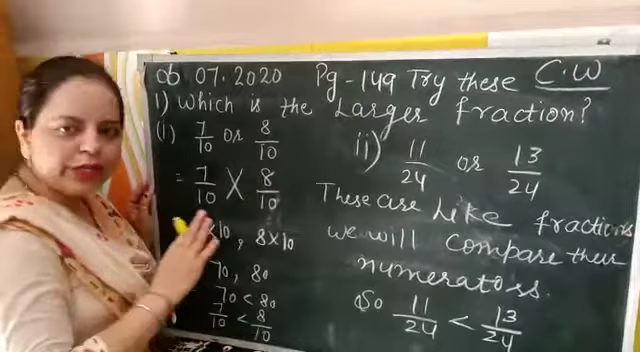 06.07.2020 Pg-149 Try these C.W
1) Which is the Larger fraction?
(i) 7/10 or 8/10
= 7/10 X 8/10
×10, 8×10
70, 80
70 < 80
7/10 < 8/10
ii) 11/24 or 13/24
These are Like fractions
we will compare their
numerators.
So 11/24 < 13/24